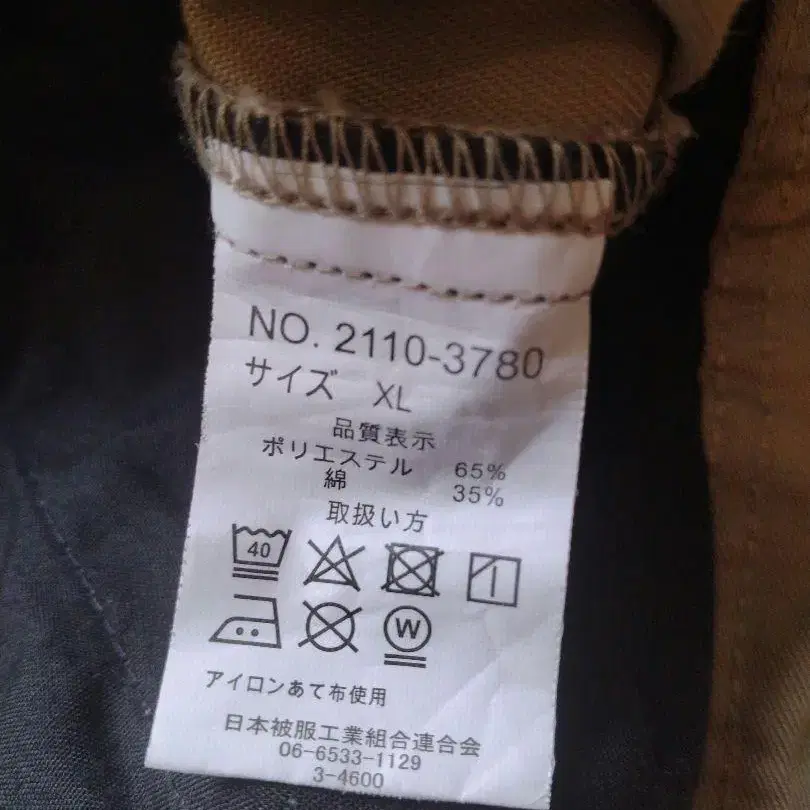 NO. 2110-3780
サイズ XL
品質表示
ポリエステル 65%
綿 35%
取扱い方
40
W
アイロンあて布使用
日本被服工業組合連合会
06-6533-1129
3-4600